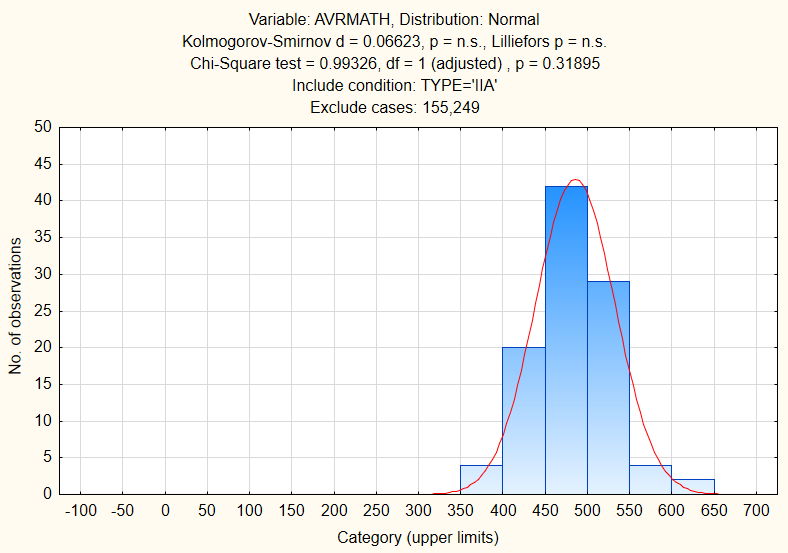 Variable: AVRMATH, Distribution: Normal
Kolmogorov-Smirnov d = 0.06623, p = n.s., Lilliefors p = n.s.
Chi-Square test = 0.99326, df = 1 (adjusted) , p = 0.31895
Include condition: TYPE='IIA'
Exclude cases: 155,249
50
45
40
35
30
25
20
15
10
5
0
No. of observations
-100 -50 0 50 100 150 200 250 300 350 400 450 500 550 600 650 700
Category (upper limits)